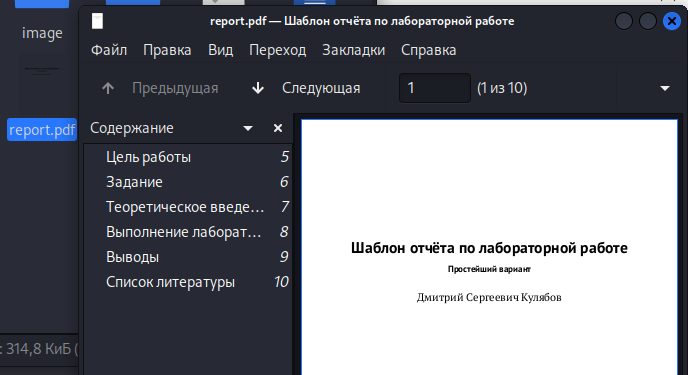 report.pdf — Шаблон отчёта по лабораторной работе
image
report.pdf
: 314,8 КиБ (
Файл Правка Вид Переход Закладки Справка
Предыдущая Следующая 1 (1 из 10)
Содержание
Цель работы 5
Задание 6
Теоретическое введе… 7
Выполнение лаборат… 8
Выводы 9
Список литературы 10
Шаблон отчёта по лабораторной работе
Простейший вариант
Дмитрий Сергеевич Кулябов